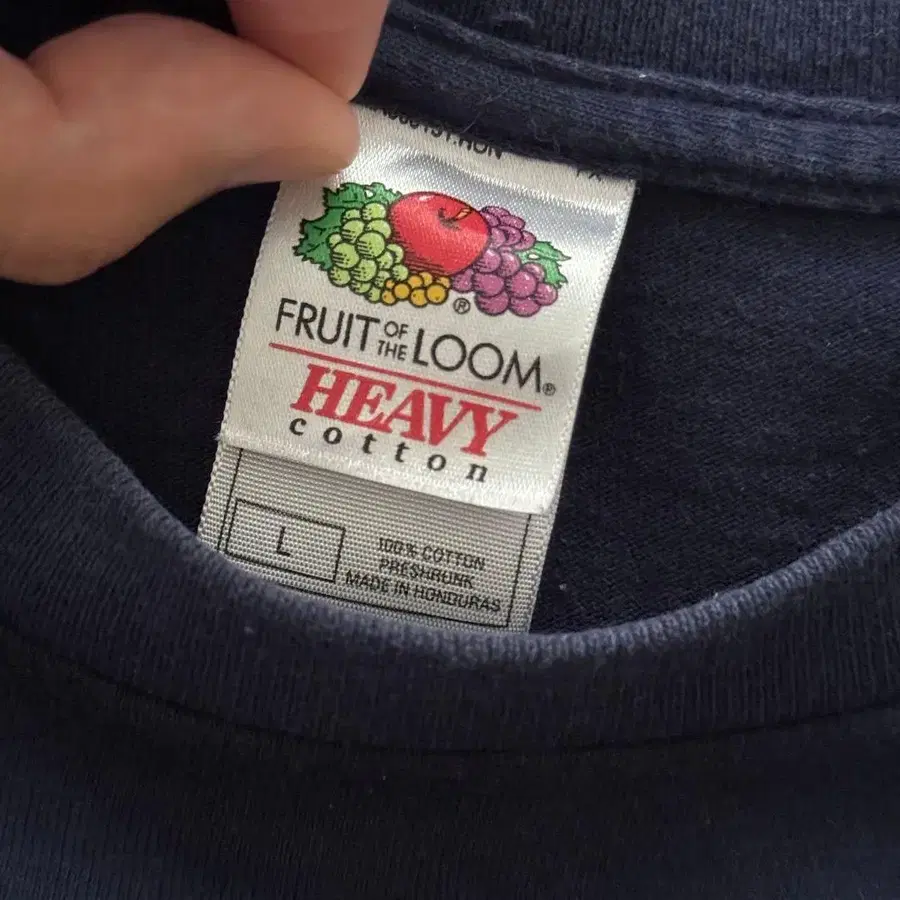 FRUIT OF THE LOOM®
HEAVY
cotton
L
100% COTTON
PRESHRUNK
MADE IN HONDURAS